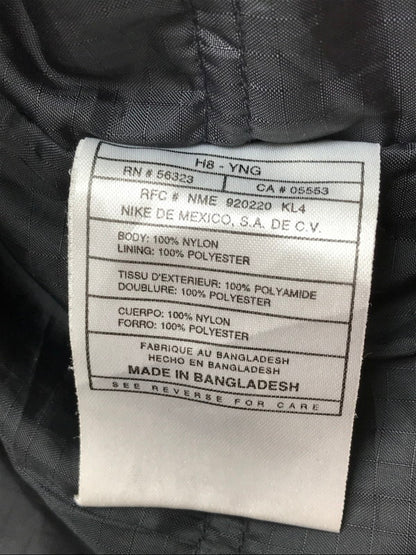 H8 - YNG
RN # 56323 CA # 05553
RFC # NME 920220 KL4
NIKE DE MEXICO, S.A. DE C.V.
BODY: 100% NYLON
LINING: 100% POLYESTER
TISSU D'EXTERIEUR: 100% POLYAMIDE
DOUBLURE: 100% POLYESTER
CUERPO: 100% NYLON
FORRO: 100% POLYESTER
FABRIQUE AU BANGLADESH
HECHO EN BANGLADESH
MADE IN BANGLADESH
SEE REVERSE FOR CARE